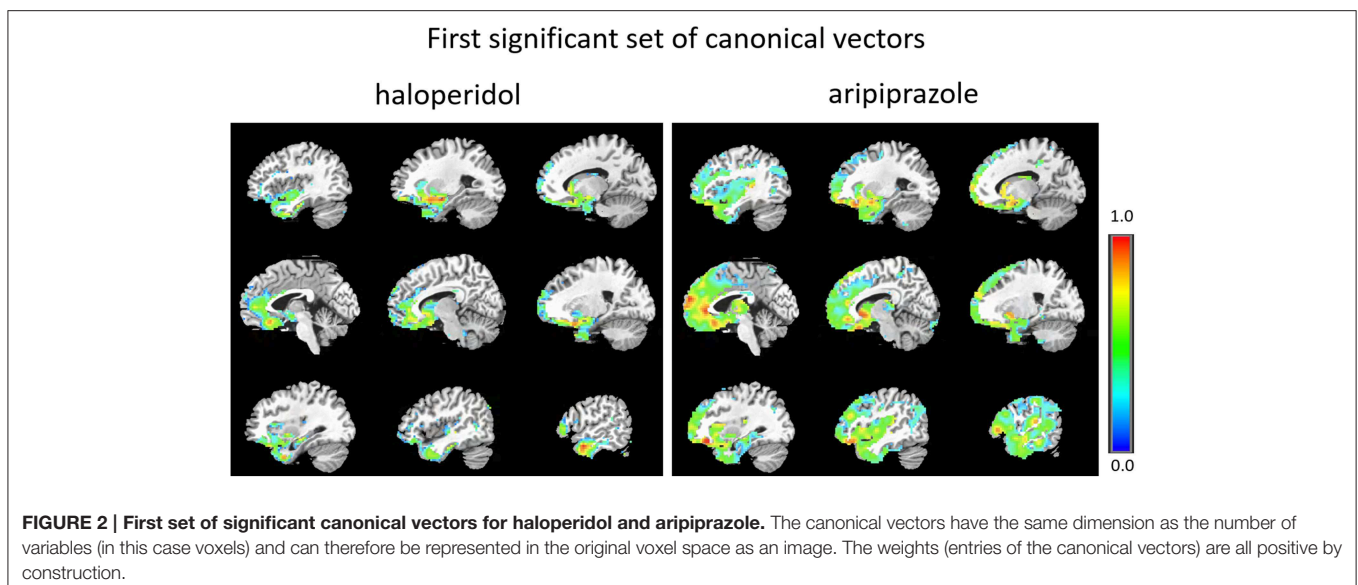 First significant set of canonical vectors
haloperidol
aripiprazole
1.0
0.0
FIGURE 2 | First set of significant canonical vectors for haloperidol and aripiprazole. The canonical vectors have the same dimension as the number of
variables (in this case voxels) and can therefore be represented in the original voxel space as an image. The weights (entries of the canonical vectors) are all positive by
construction.